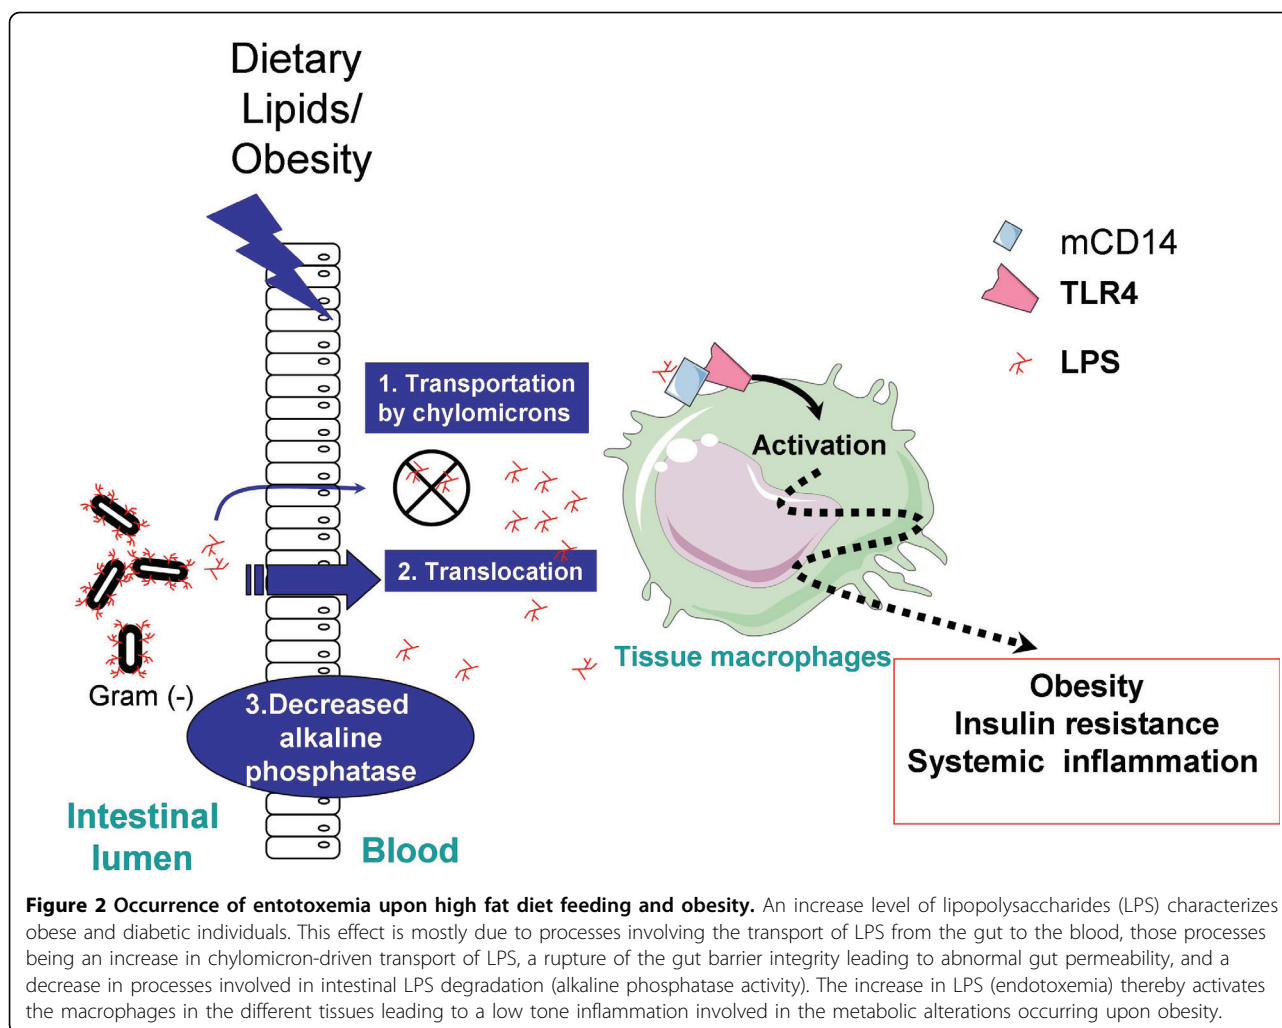 Dietary
Lipids/
Obesity
mCD14
TLR4
LPS
1. Transportation
by chylomicrons
Activation
2. Translocation
Tissue macrophages
Gram (-)
3.Decreased
alkaline
phosphatase
Obesity
Insulin resistance
Systemic inflammation
Intestinal
lumen
Blood
Figure 2 Occurrence of entotoxemia upon high fat diet feeding and obesity. An increase level of lipopolysaccharides (LPS) characterizes
obese and diabetic individuals. This effect is mostly due to processes involving the transport of LPS from the gut to the blood, those processes
being an increase in chylomicron-driven transport of LPS, a rupture of the gut barrier integrity leading to abnormal gut permeability, and a
decrease in processes involved in intestinal LPS degradation (alkaline phosphatase activity). The increase in LPS (endotoxemia) thereby activates
the macrophages in the different tissues leading to a low tone inflammation involved in the metabolic alterations occurring upon obesity.